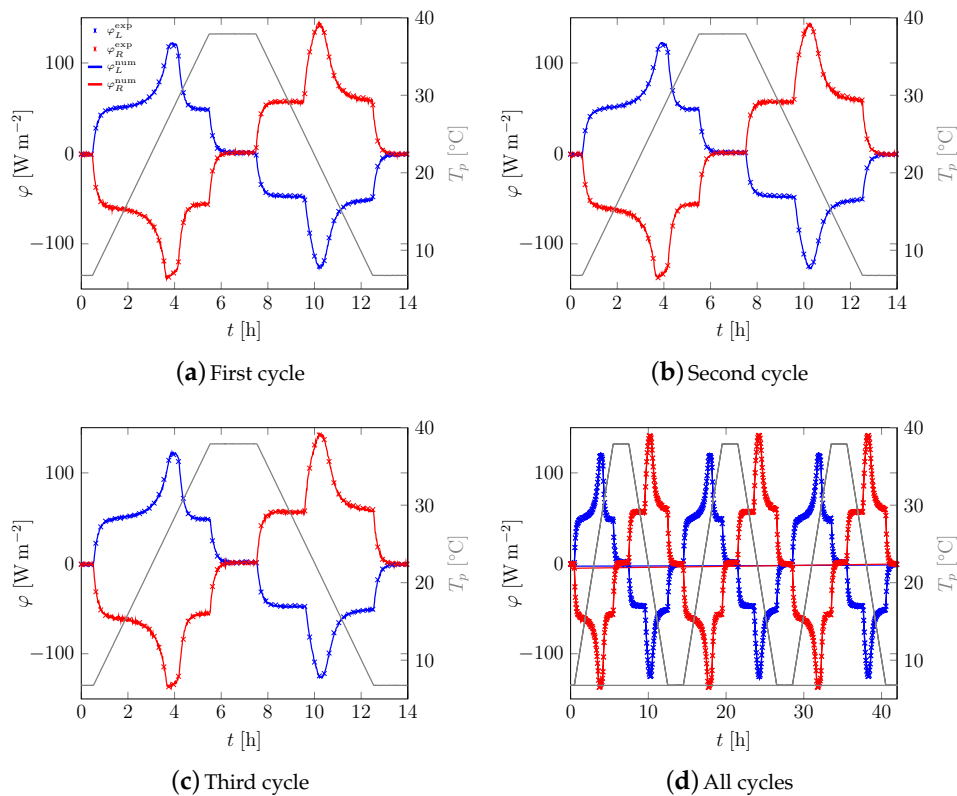 φ_L^exp
φ_R^exp
φ_L^num
φ_R^num
100
0
−100
φ [W m−2]
40
30
20
10
T_p [°C]
0 2 4 6 8 10 12 14
t [h]
(a) First cycle
100
0
−100
φ [W m−2]
40
30
20
10
T_p [°C]
0 2 4 6 8 10 12 14
t [h]
(b) Second cycle
100
0
−100
φ [W m−2]
40
30
20
10
T_p [°C]
0 2 4 6 8 10 12 14
t [h]
(c) Third cycle
100
0
−100
φ [W m−2]
40
30
20
10
T_p [°C]
0 10 20 30 40
t [h]
(d) All cycles